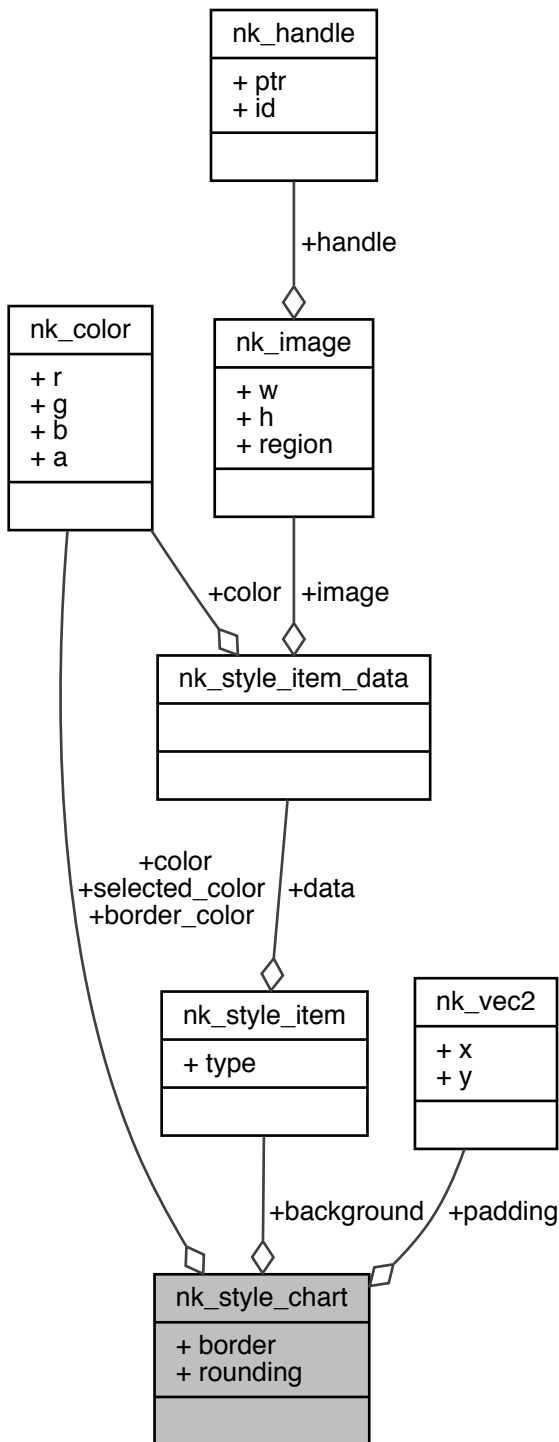 nk_handle
+ ptr
+ id
+handle
nk_color
+ r
+ g
+ b
+ a
nk_image
+ w
+ h
+ region
+color
+image
nk_style_item_data
+color
+selected_color
+border_color
+data
nk_style_item
+ type
nk_vec2
+ x
+ y
+background
+padding
nk_style_chart
+ border
+ rounding